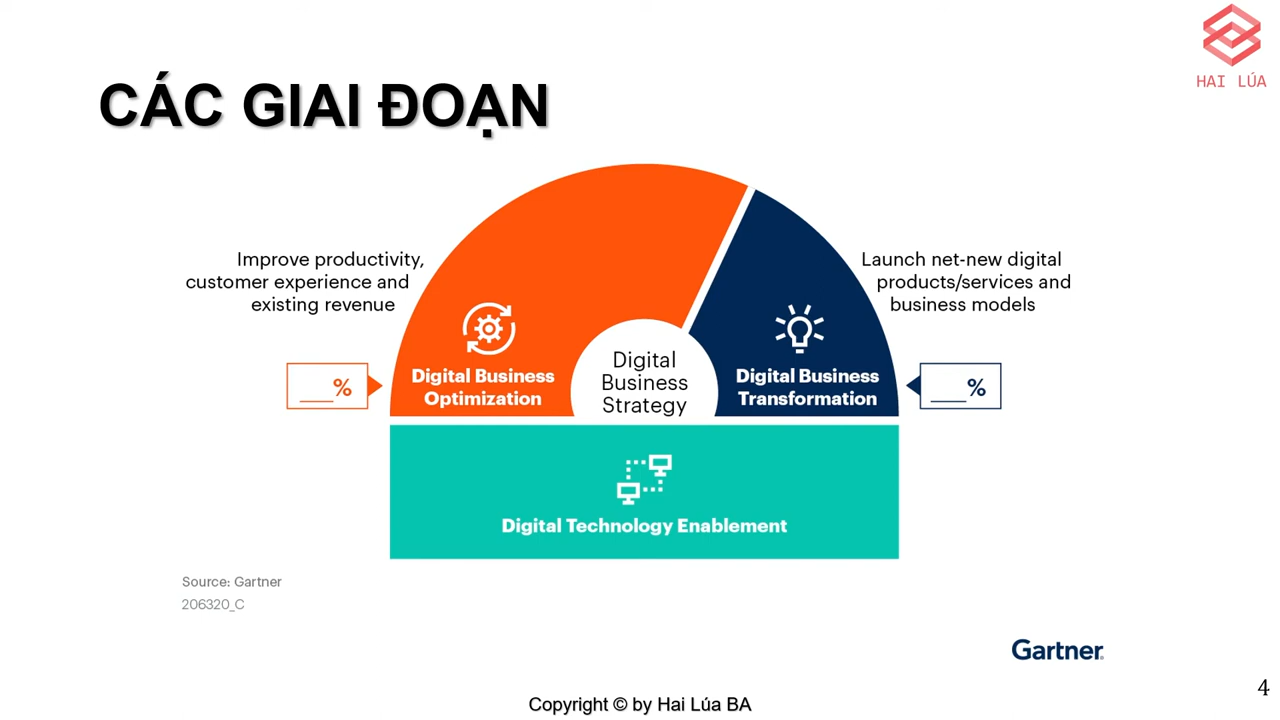 HAI LÚA
CÁC GIAI ĐOẠN
Improve productivity,
customer experience and
existing revenue
Launch net-new digital
products/services and
business models
___%
Digital Business
Optimization
Digital
Business
Strategy
Digital Business
Transformation
___%
Digital Technology Enablement
Source: Gartner
206320_C
Gartner®
4
Copyright © by Hai Lúa BA